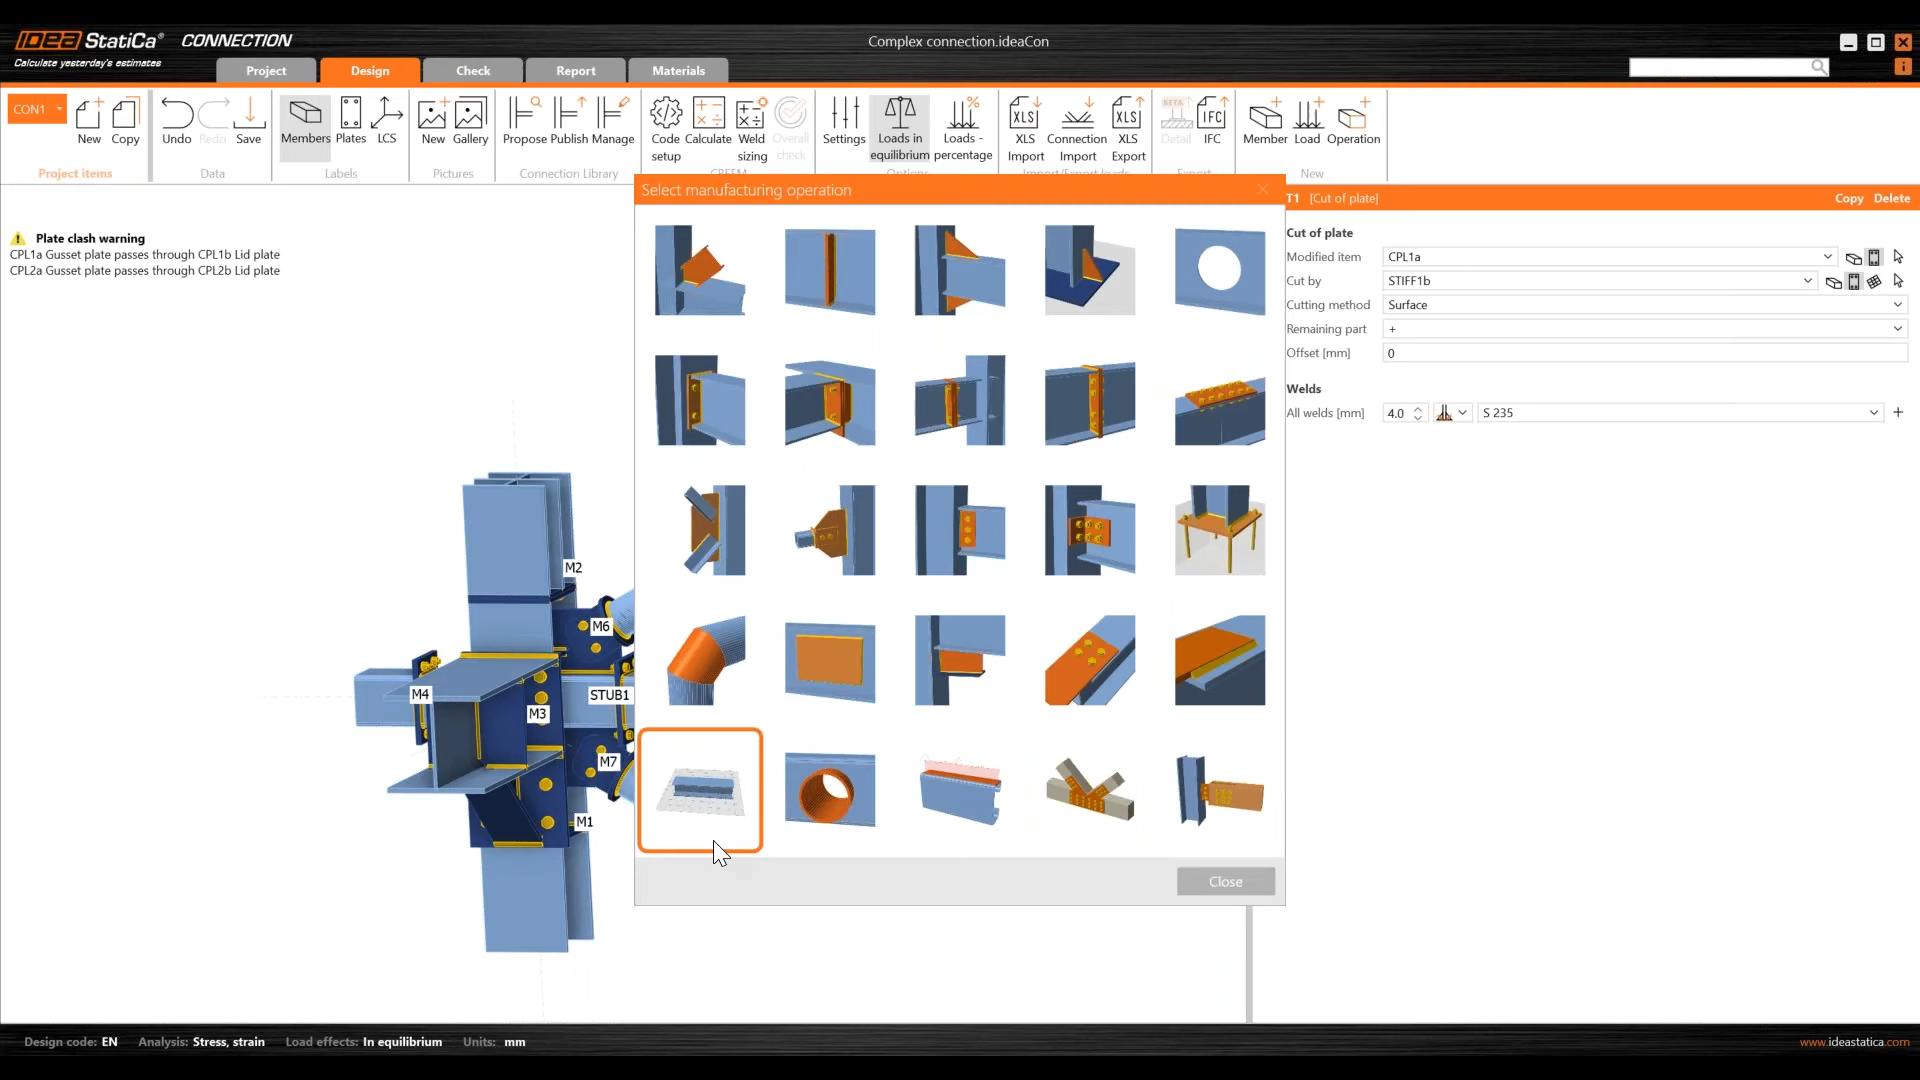 IDEA StatiCa® CONNECTION
Calculate yesterday's estimates
Complex connection.ideaCon
Project
Design
Check
Report
Materials
CON1
New
Copy
Undo
Redo
Save
Members
Plates
LCS
New
Gallery
Propose
Publish
Manage
Code setup
Calculate
Weld sizing
Overall check
Settings
Loads in equilibrium
Loads - percentage
XLS Import
Connection Import
XLS Export
BETA
Detail
IFC
Member
Load
Operation
Project items
Data
Labels
Pictures
Connection Library
CBFEM
Options
Import/Export loads
Export
New
Select manufacturing operation
T1 [Cut of plate]
Copy
Delete
Plate clash warning
CPL1a Gusset plate passes through CPL1b Lid plate
CPL2a Gusset plate passes through CPL2b Lid plate
Cut of plate
Modified item CPL1a
Cut by STIFF1b
Cutting method Surface
Remaining part +
Offset [mm] 0
Welds
All welds [mm] 4.0 S 235
M2
M6
M4
STUB1
M3
M7
M1
Close
Design code: EN
Analysis: Stress, strain
Load effects: In equilibrium
Units: mm
www.ideastatica.com